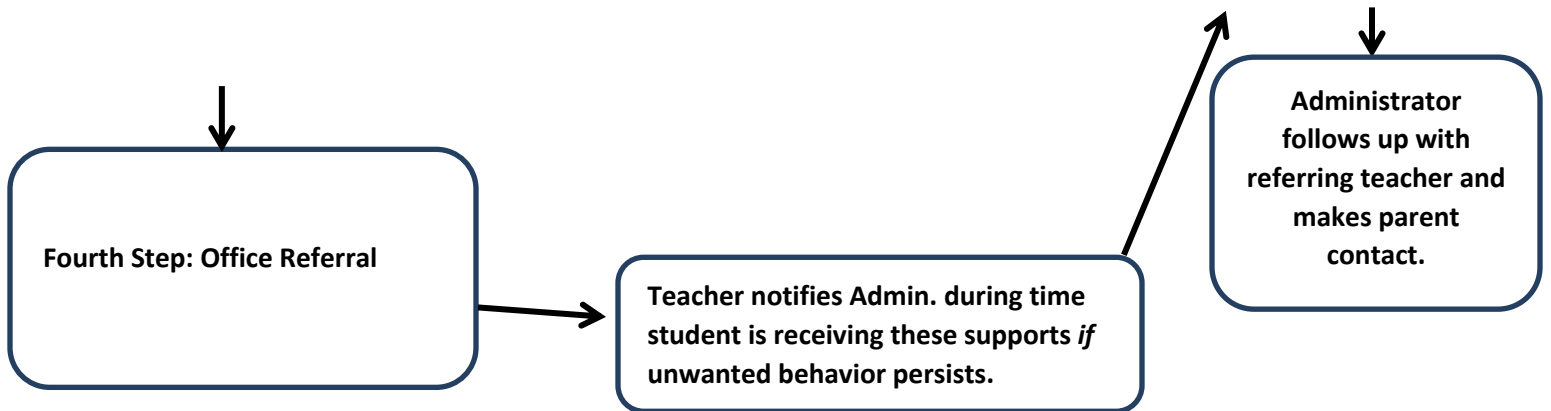 Fourth Step: Office Referral
Teacher notifies Admin. during time
student is receiving these supports if
unwanted behavior persists.
Administrator
follows up with
referring teacher and
makes parent
contact.